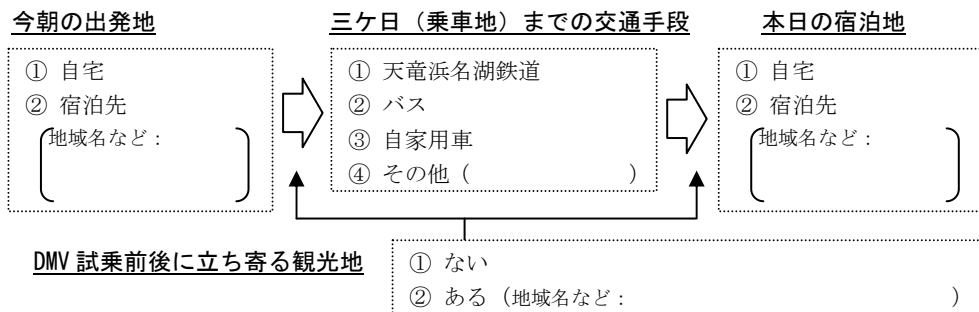 今朝の出発地
三ケ日（乗車地）までの交通手段
本日の宿泊地
① 自宅
② 宿泊先
地域名など：
① 天竜浜名湖鉄道
② バス
③ 自家用車
④ その他（ ）
① 自宅
② 宿泊先
地域名など：
DMV 試乗前後に立ち寄る観光地
① ない
② ある（地域名など： ）